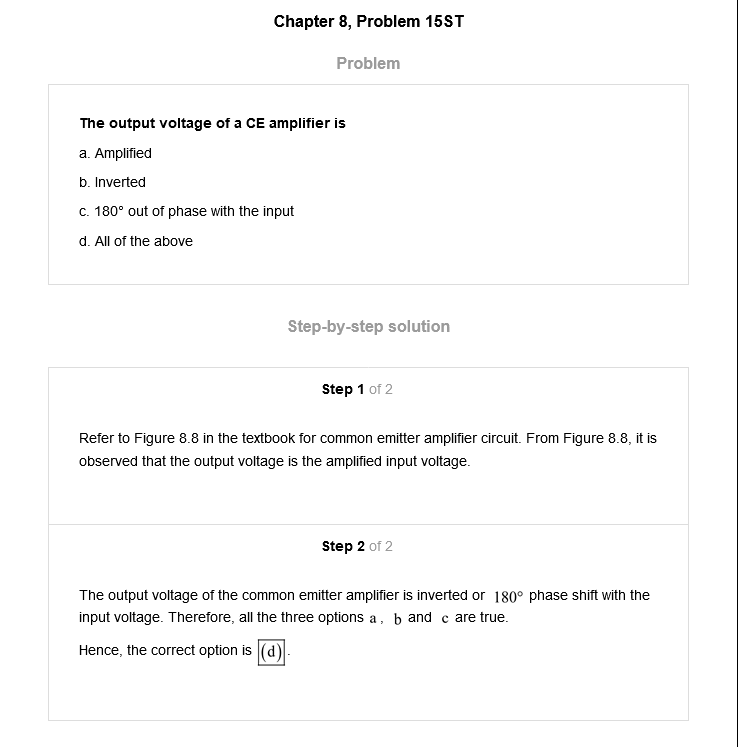 Chapter 8, Problem 15ST
Problem
The output voltage of a CE amplifier is
a. Amplified
b. Inverted
c. 180° out of phase with the input
d. All of the above
Step-by-step solution
Step 1 of 2
Refer to Figure 8.8 in the textbook for common emitter amplifier circuit. From Figure 8.8, it is
observed that the output voltage is the amplified input voltage.
Step 2 of 2
The output voltage of the common emitter amplifier is inverted or 180° phase shift with the
input voltage. Therefore, all the three options a, b and c are true.
Hence, the correct option is (d).